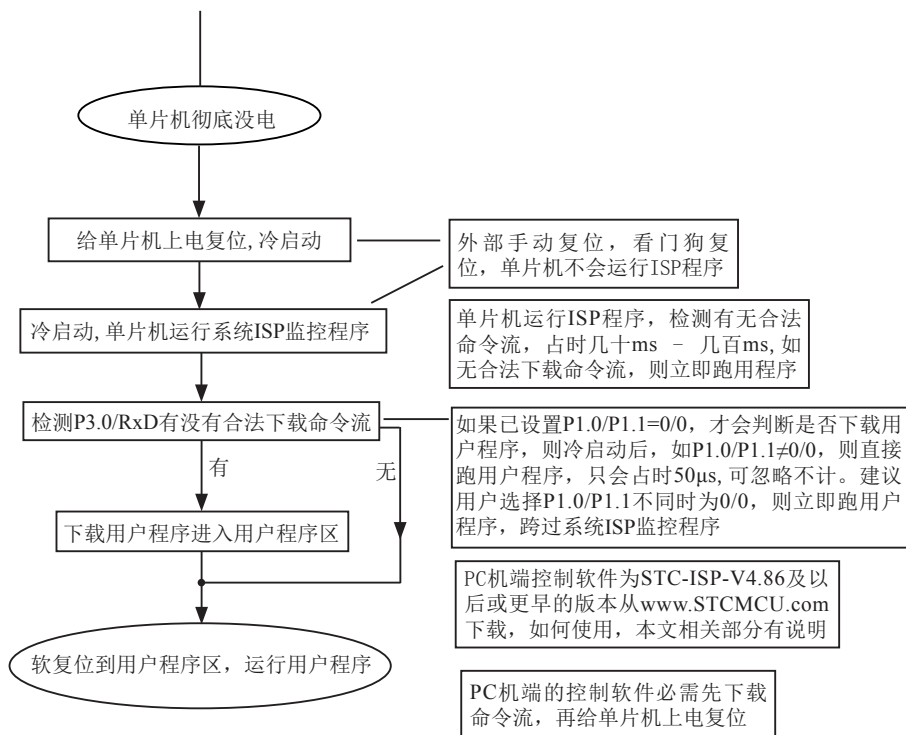 单片机彻底没电
给单片机上电复位,冷启动
外部手动复位，看门狗复
位，单片机不会运行ISP程序
冷启动,单片机运行系统ISP监控程序
单片机运行ISP程序，检测有无合法
命令流，占时几十ms – 几百ms,如
无合法下载命令流，则立即跑用程序
检测P3.0/RxD有没有合法下载命令流
如果已设置P1.0/P1.1=0/0，才会判断是否下载用
户程序，则冷启动后，如P1.0/P1.1≠0/0，则直接
跑用户程序，只会占时50μs,可忽略不计。建议
用户选择P1.0/P1.1不同时为0/0，则立即跑用户
程序，跨过系统ISP监控程序
有
无
下载用户程序进入用户程序区
PC机端控制软件为STC-ISP-V4.86及以
后或更早的版本从www.STCMCU.com
下载，如何使用，本文相关部分有说明
软复位到用户程序区，运行用户程序
PC机端的控制软件必需先下载
命令流，再给单片机上电复位